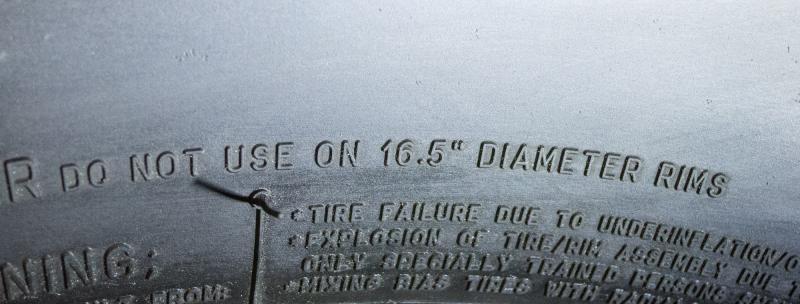 R DO NOT USE ON 16.5" DIAMETER RIMS
• TIRE FAILURE DUE TO UNDERINFLATION/O
• EXPLOSION OF TIRE/RIM ASSEMBLY DUE T
ONLY SPECIALLY TRAINED PERSONS
• MIXING BIAS TIRES WITH
NING:
FROM: